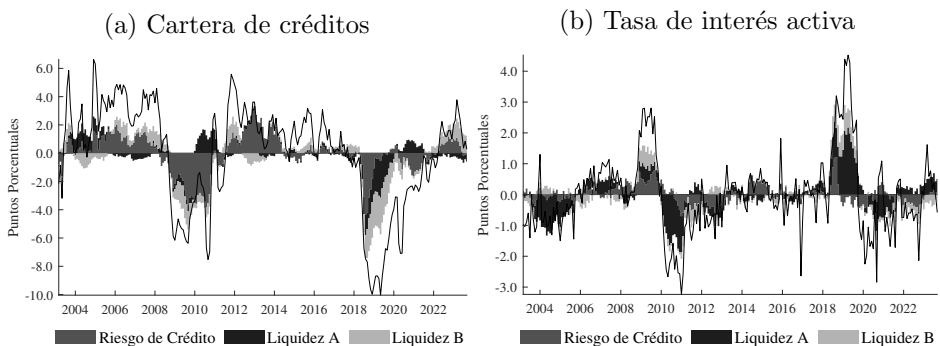 (a) Cartera de créditos
Puntos Porcentuales
6.0
4.0
2.0
0.0
-2.0
-4.0
-6.0
-8.0
-10.0
2004 2006 2008 2010 2012 2014 2016 2018 2020 2022
Riesgo de Crédito Liquidez A Liquidez B
(b) Tasa de interés activa
Puntos Porcentuales
4.0
3.0
2.0
1.0
0.0
-1.0
-2.0
-3.0
2004 2006 2008 2010 2012 2014 2016 2018 2020 2022
Riesgo de Crédito Liquidez A Liquidez B